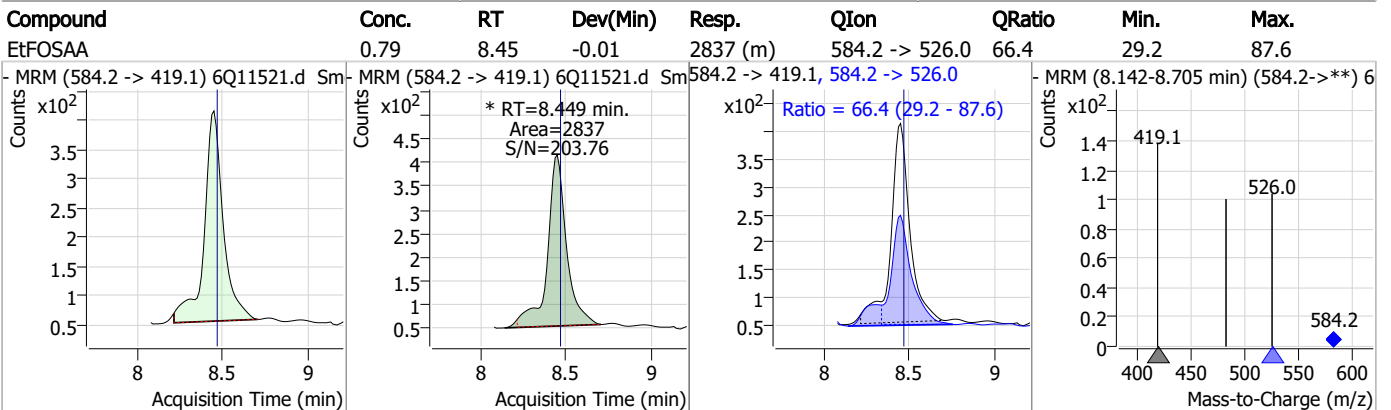 Compound Conc. RT Dev(Min) Resp. QIon QRatio Min. Max.
EtFOSAA 0.79 8.45 -0.01 2837 (m) 584.2 -> 526.0 66.4 29.2 87.6
- MRM (584.2 -> 419.1) 6Q11521.d Sm
Counts
x10²
3.5
3
2.5
2
1.5
1
0.5
8 8.5 9
Acquisition Time (min)
- MRM (584.2 -> 419.1) 6Q11521.d Sm
Counts
x10²
* RT=8.449 min.
Area=2837
S/N=203.76
4.5
4
3.5
3
2.5
2
1.5
1
0.5
8 8.5 9
Acquisition Time (min)
584.2 -> 419.1, 584.2 -> 526.0
x10²
Ratio = 66.4 (29.2 - 87.6)
3.5
3
2.5
2
1.5
1
0.5
8 8.5 9
Acquisition Time (min)
- MRM (8.142-8.705 min) (584.2->**) 6
Counts
x10²
1.4
1.2
1
0.8
0.6
0.4
0.2
0
419.1
526.0
584.2
400 450 500 550 600
Mass-to-Charge (m/z)